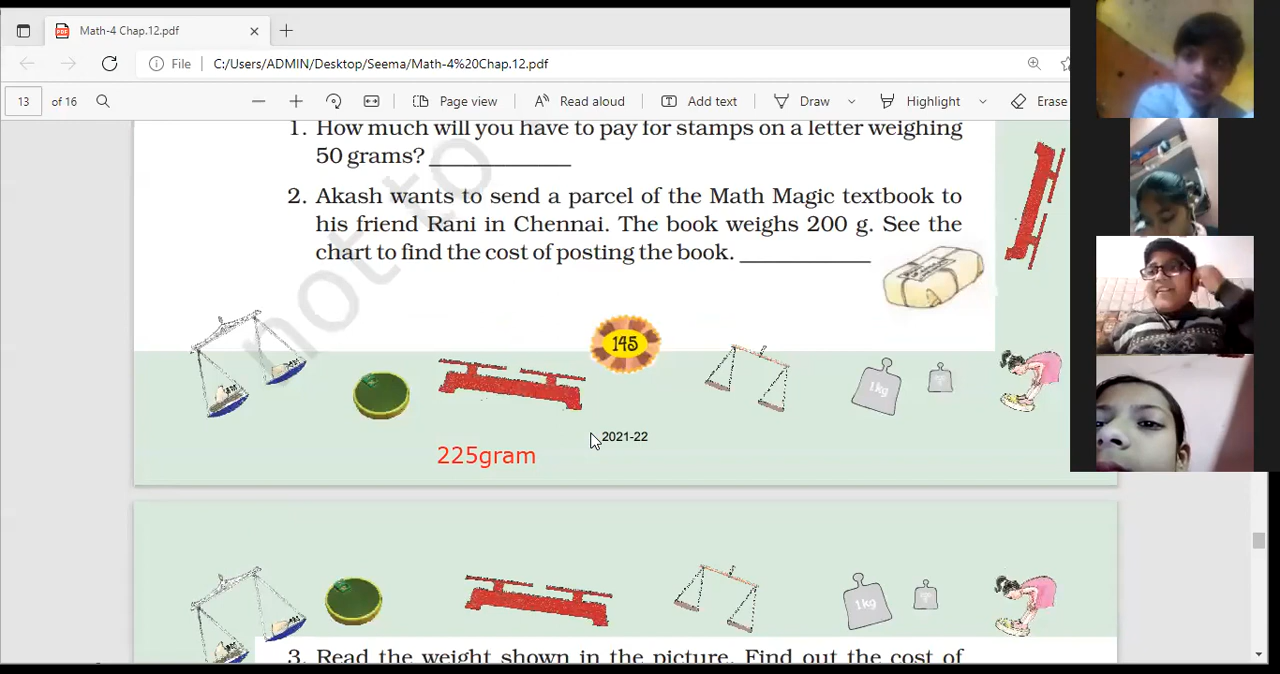 Math-4 Chap.12.pdf
File C:/Users/ADMIN/Desktop/Seema/Math-4%20Chap.12.pdf
13 of 16 Page view Read aloud Add text Draw Highlight Erase
1. How much will you have to pay for stamps on a letter weighing
50 grams?
2. Akash wants to send a parcel of the Math Magic textbook to
his friend Rani in Chennai. The book weighs 200 g. See the
chart to find the cost of posting the book.
not to
145
1kg
2021-22
225gram
1kg
3. Read the weight shown in the picture. Find out the cost of